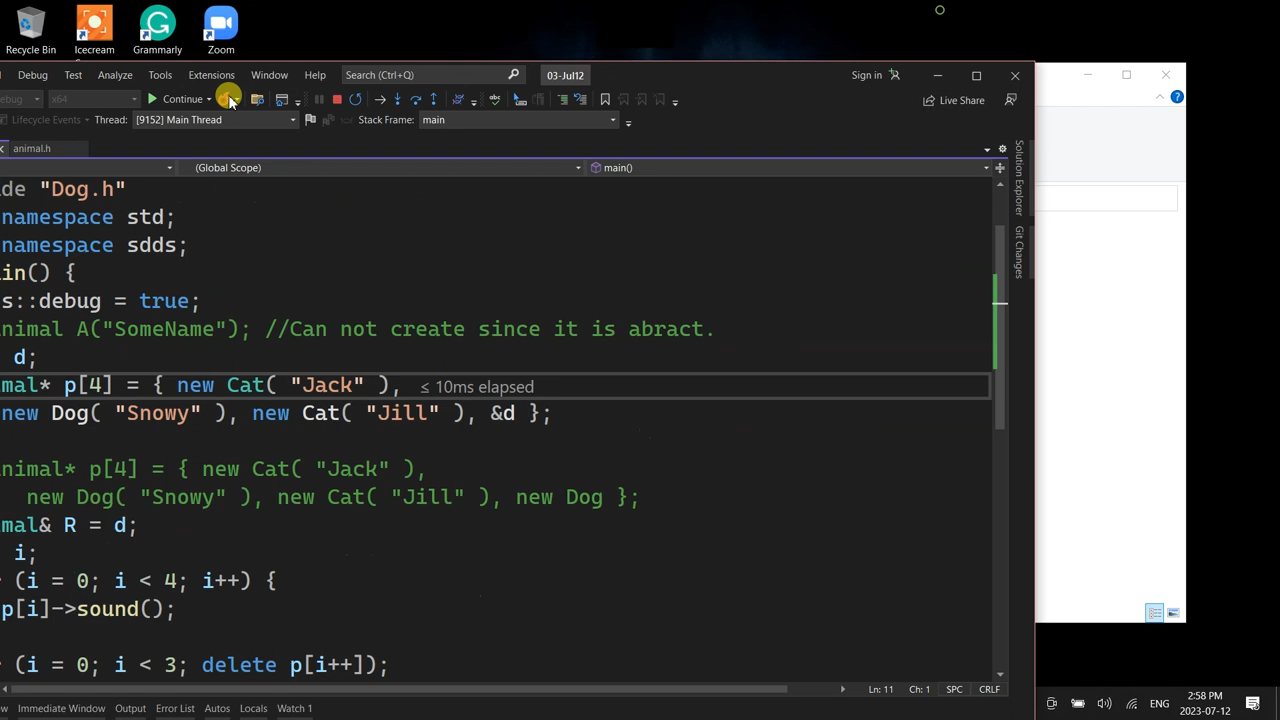 Recycle Bin
Icecream
Grammarly
Zoom
Debug Test Analyze Tools Extensions Window Help Search (Ctrl+Q) 03-Jul12 Sign in
ebug x64 Continue Live Share
Lifecycle Events Thread: [9152] Main Thread Stack Frame: main
animal.h
(Global Scope) main()
de "Dog.h"
namespace std;
namespace sdds;
in() {
s::debug = true;
nimal A("SomeName"); //Can not create since it is abract.
d;
mal* p[4] = { new Cat( "Jack" ), ≤ 10ms elapsed
new Dog( "Snowy" ), new Cat( "Jill" ), &d };
nimal* p[4] = { new Cat( "Jack" ),
new Dog( "Snowy" ), new Cat( "Jill" ), new Dog };
mal& R = d;
i;
(i = 0; i < 4; i++) {
p[i]->sound();
(i = 0; i < 3; delete p[i++]);
Solution Explorer
Git Changes
Ln: 11 Ch: 1 SPC CRLF
w Immediate Window Output Error List Autos Locals Watch 1
ENG 2:58 PM
2023-07-12